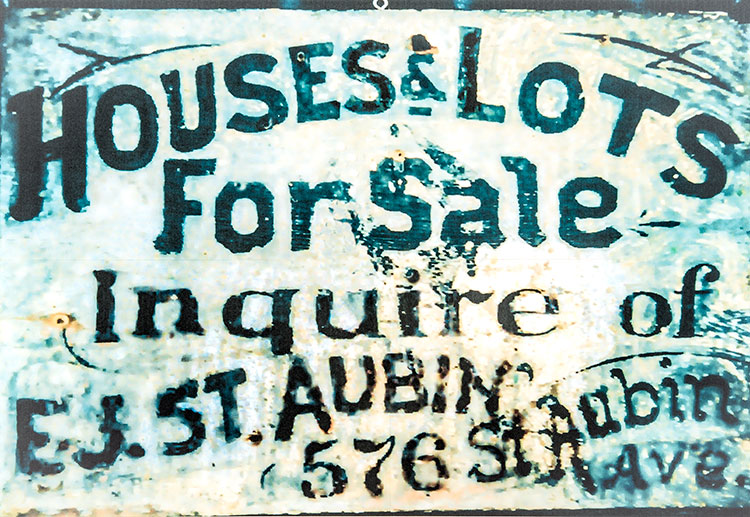 HOUSES & LOTS
For Sale
Inquire of
E.J. ST. AUBIN
576 St Aubin Ave.